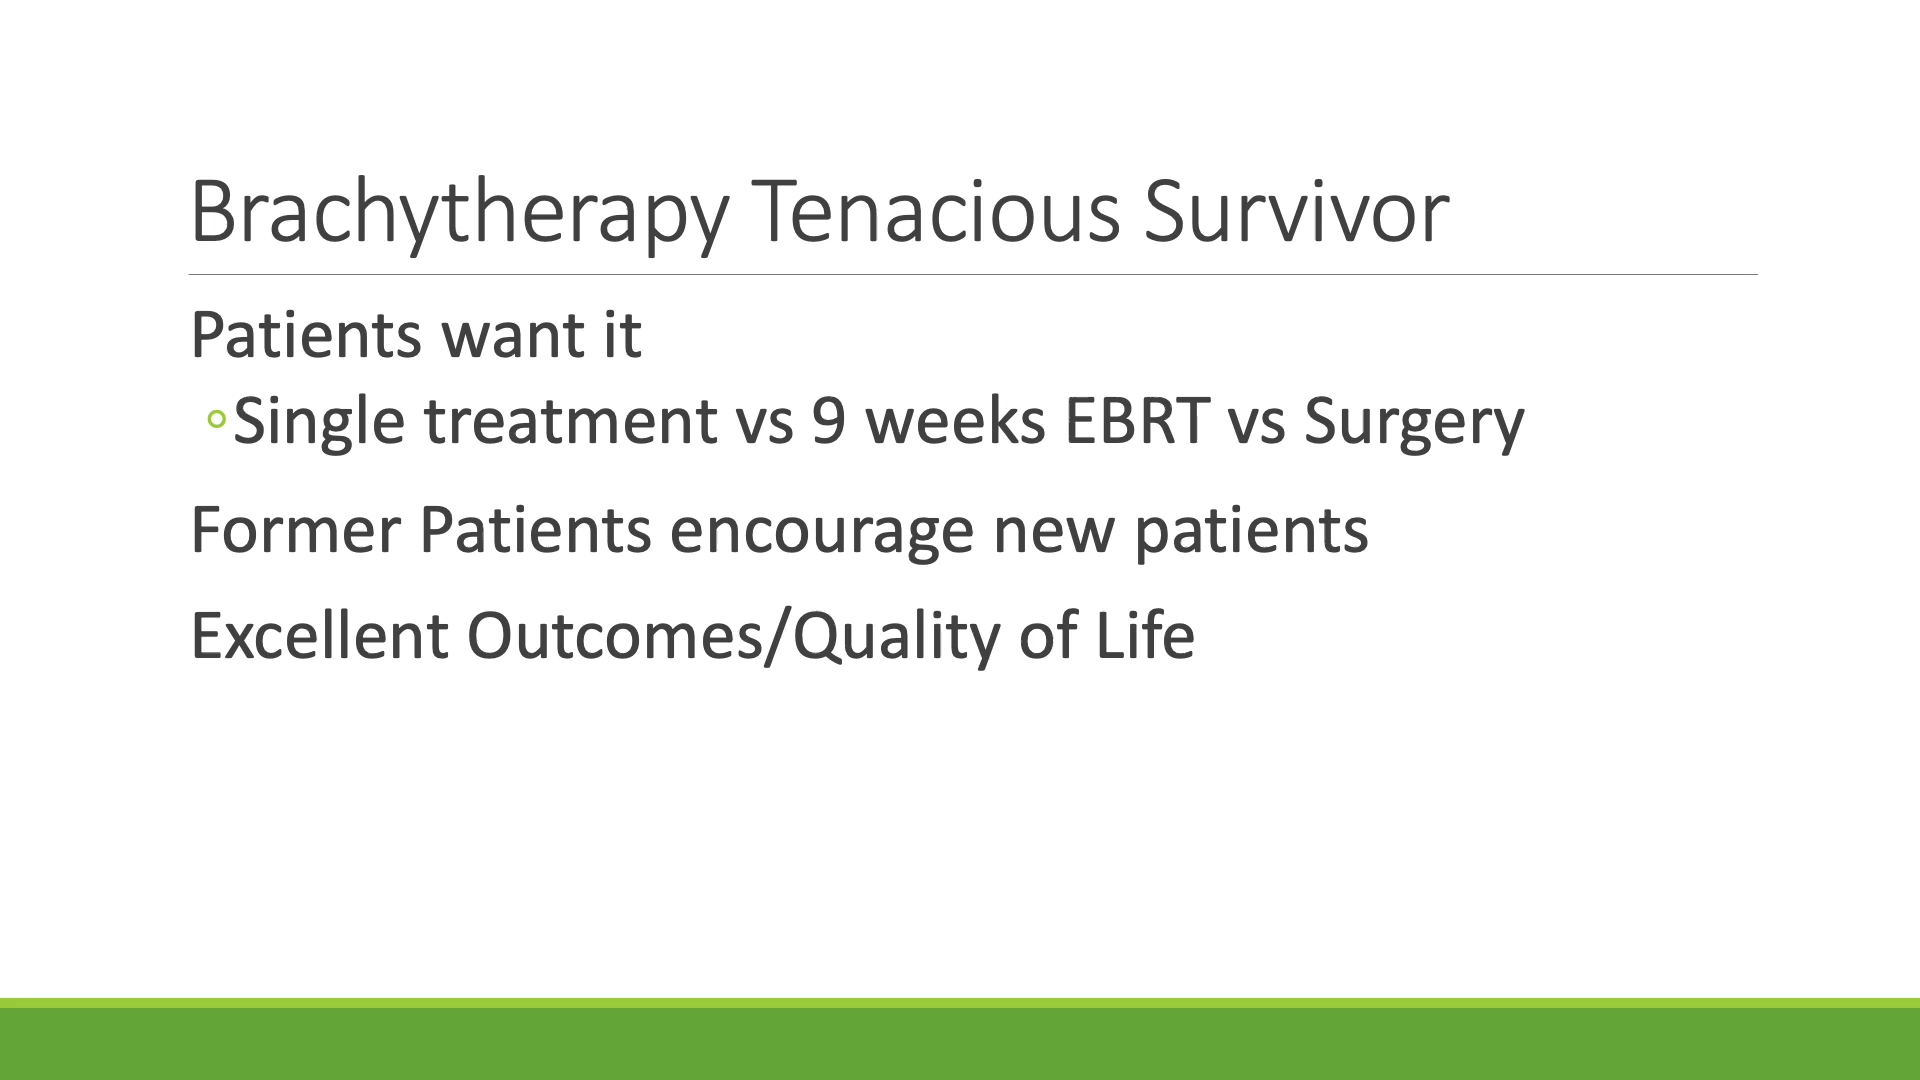 Brachytherapy Tenacious Survivor
Patients want it
◦Single treatment vs 9 weeks EBRT vs Surgery
Former Patients encourage new patients
Excellent Outcomes/Quality of Life